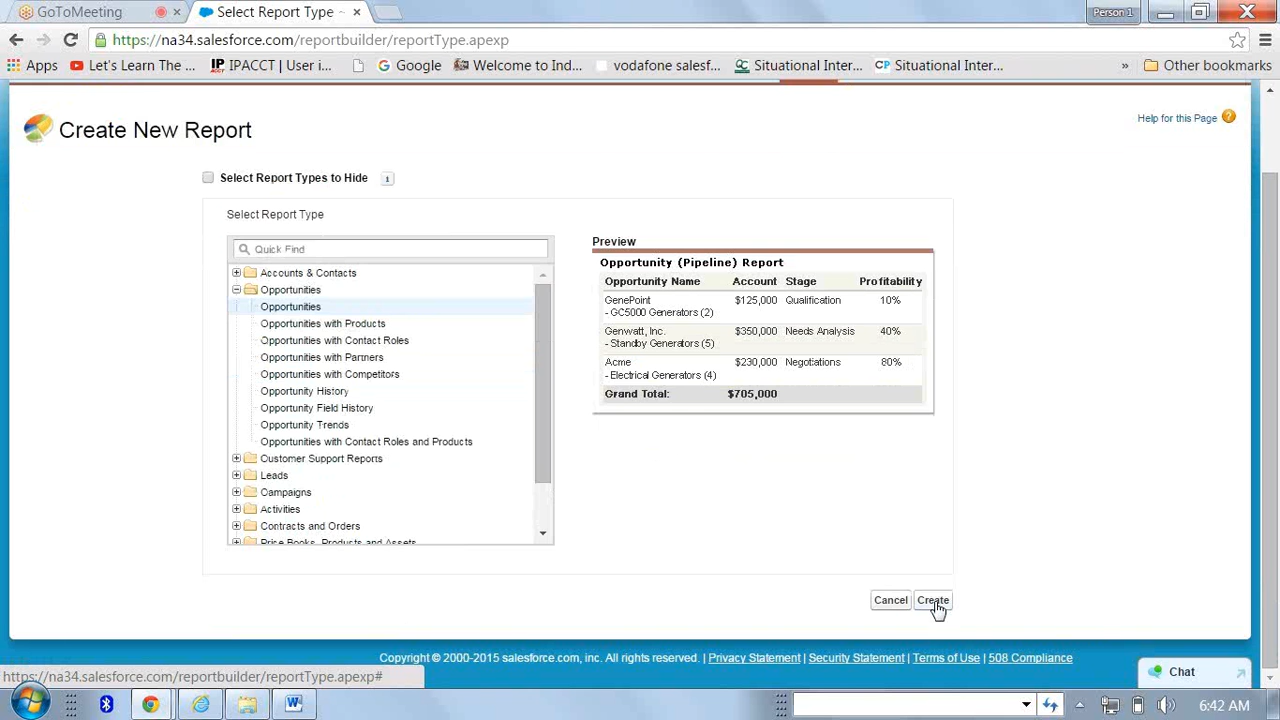 GoToMeeting
Select Report Type ~
Person 1
https://na34.salesforce.com/reportbuilder/reportType.apexp
Apps
Let's Learn The ...
IPACCT | User i...
Google
Welcome to Ind...
vodafone salesf...
Situational Inter...
Situational Inter...
»
Other bookmarks
Create New Report
Help for this Page
Select Report Types to Hide
Select Report Type
Quick Find
Accounts & Contacts
Opportunities
Opportunities
Opportunities with Products
Opportunities with Contact Roles
Opportunities with Partners
Opportunities with Competitors
Opportunity History
Opportunity Field History
Opportunity Trends
Opportunities with Contact Roles and Products
Customer Support Reports
Leads
Campaigns
Activities
Contracts and Orders
Price Books, Products and Assets
Preview
Opportunity (Pipeline) Report
Opportunity Name Account Stage Profitability
GenePoint $125,000 Qualification 10%
- GC5000 Generators (2)
Genwatt, Inc. $350,000 Needs Analysis 40%
- Standby Generators (5)
Acme $230,000 Negotiations 80%
- Electrical Generators (4)
Grand Total: $705,000
Cancel
Create
Copyright © 2000-2015 salesforce.com, inc. All rights reserved. | Privacy Statement | Security Statement | Terms of Use | 508 Compliance
Chat
https://na34.salesforce.com/reportbuilder/reportType.apexp#
6:42 AM